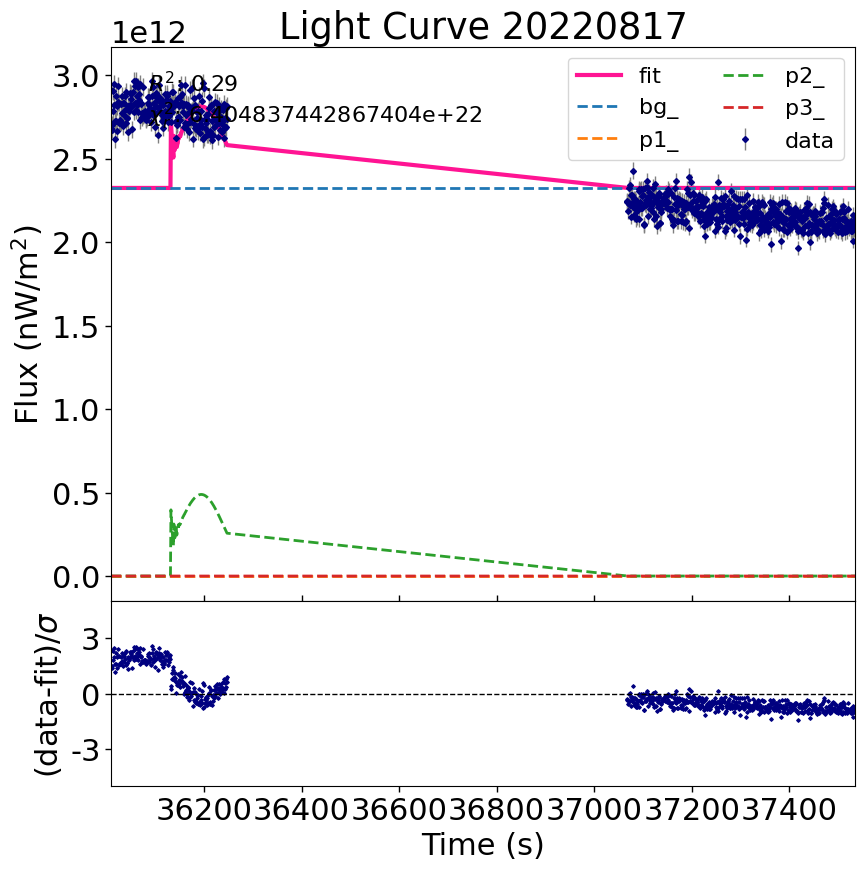 Light Curve 20220817
1e12
R²: 0.29
6.404837442867404e+22
fit
bg_
p1_
p2_
p3_
data
Flux (nW/m²)
3.0
2.5
2.0
1.5
1.0
0.5
0.0
(data-fit)/σ
3
0
-3
36200 36400 36600 36800 37000 37200 37400
Time (s)